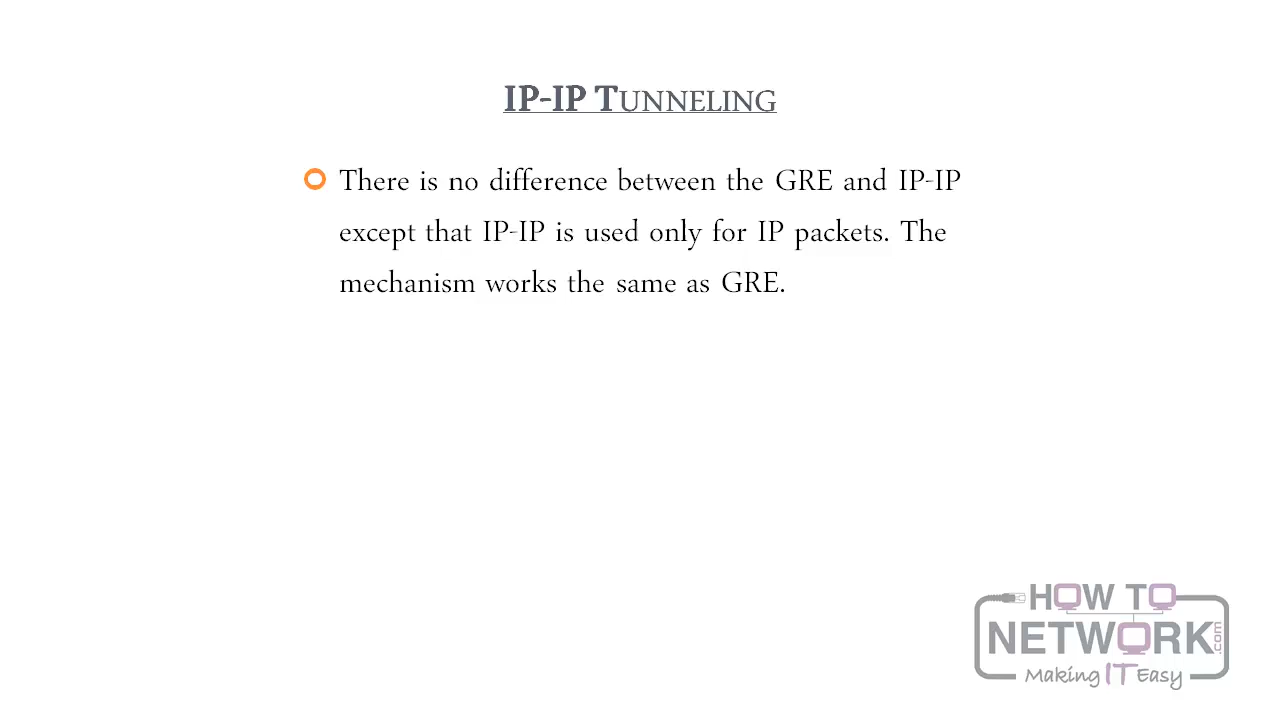 IP-IP TUNNELING
There is no difference between the GRE and IP-IP
except that IP-IP is used only for IP packets. The
mechanism works the same as GRE.
HOW TO
NETWORK.com
Making IT Easy